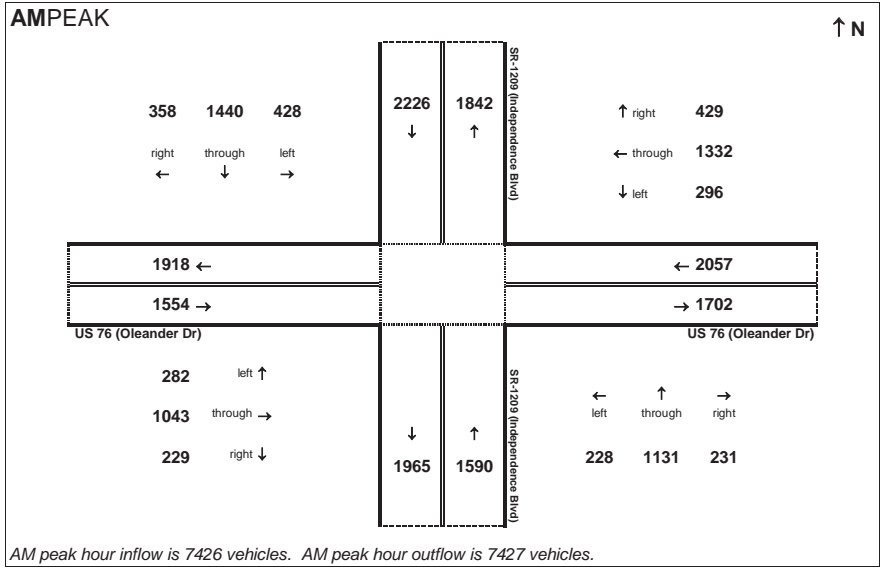 AMPEAK
↑ N
358 1440 428
right through left
← ↓ →
2226 1842
↓ ↑
SR-1209 (Independence Blvd)
↑ right 429
← through 1332
↓ left 296
1918 ←
← 2057
1554 →
→ 1702
US 76 (Oleander Dr)
US 76 (Oleander Dr)
282 left ↑
1043 through →
229 right ↓
↓ ↑
1965 1590
SR-1209 (Independence Blvd)
← ↑ →
left through right
228 1131 231
AM peak hour inflow is 7426 vehicles. AM peak hour outflow is 7427 vehicles.